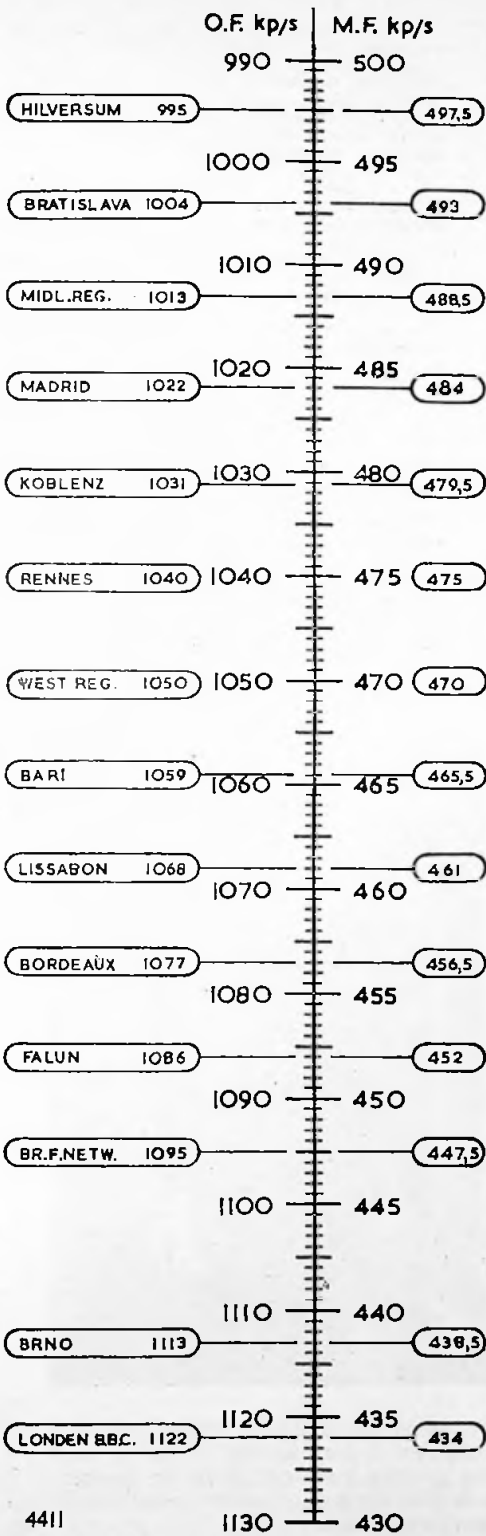 O.F. kp/s M.F. kp/s
990 500
HILVERSUM 995 497,5
1000 495
BRATISLAVA 1004 493
1010 490
MIDL.REG. 1013 488,5
1020 485
MADRID 1022 484
1030 480
KOBLENZ 1031 479,5
RENNES 1040 1040 475 475
WEST REG. 1050 1050 470 470
BARI 1059 465,5
1060 465
LISSABON 1068 461
1070 460
BORDEAUX 1077 456,5
1080 455
FALUN 1086 452
1090 450
BR.F.NETW. 1095 447,5
1100 445
1110 440
BRNO 1113 438,5
1120 435
LONDEN B.B.C. 1122 434
4411 1130 430